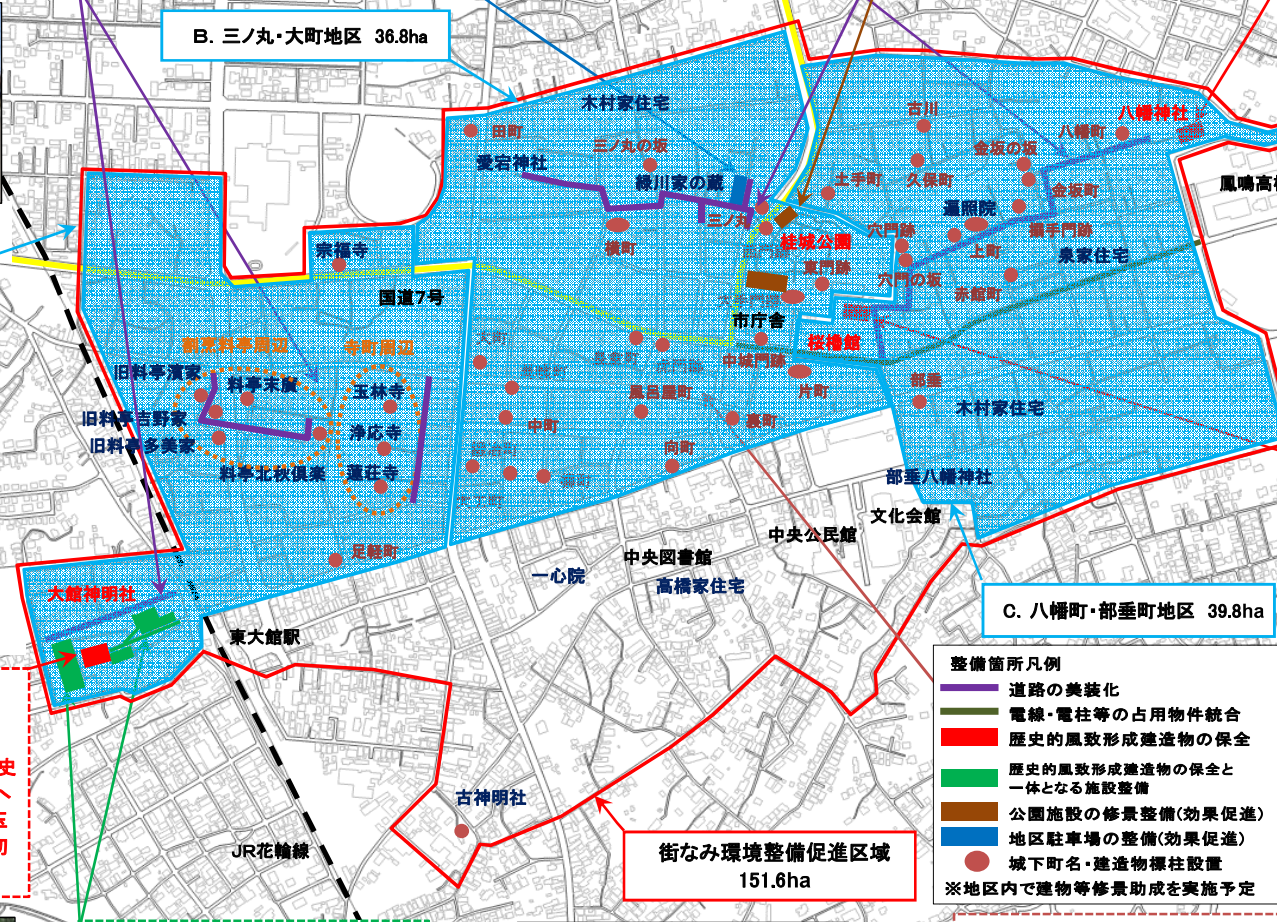 B. 三ノ丸・大町地区 36.8ha
木村家住宅
田町
三ノ丸の坂
愛宕神社
緑川家の蔵
三ノ丸
横町
古川
八幡町
八幡神社
金坂の坂
土手町
久保町
金坂町
鳳鳴高校
遍照院
搦手門跡
桂城公園
穴門跡
上町
泉家住宅
東門跡
穴門の坂
赤館町
宗福寺
国道7号
市庁舎
桜櫓館
中城門跡
片町
部垂
木村家住宅
割烹料亭周辺
寺町周辺
旧料亭濱家
料亭末廣
玉林寺
旧料亭吉野家
浄応寺
旧料亭多美家
料亭北秋倶楽
蓮荘寺
大町
中町
風呂屋町
裏町
向町
部垂八幡神社
文化会館
中央公民館
足軽町
中央図書館
一心院
高橋家住宅
大館神明社
東大館駅
C. 八幡町・部垂町地区 39.8ha
古神明社
JR花輪線
街なみ環境整備促進区域
151.6ha
整備箇所凡例
道路の美装化
電線・電柱等の占用物件統合
歴史的風致形成建造物の保全
歴史的風致形成建造物の保全と
一体となる施設整備
公園施設の修景整備(効果促進)
地区駐車場の整備(効果促進)
城下町名・建造物標柱設置
※地区内で建物等修景助成を実施予定
史